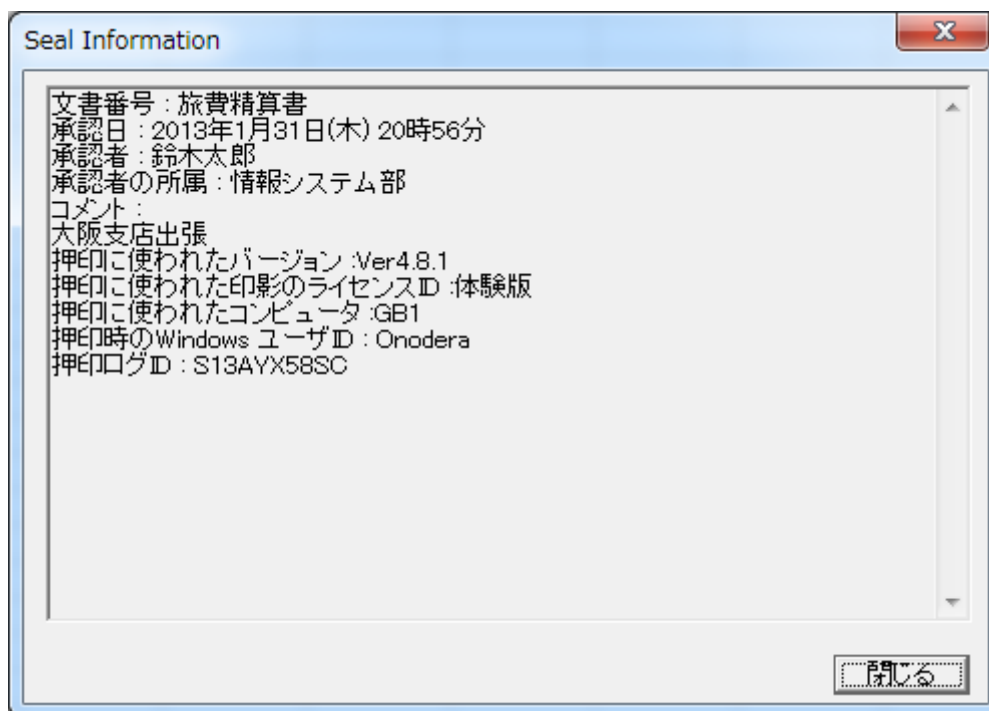 Seal Information
文書番号：旅費精算書
承認日：2013年1月31日(木) 20時56分
承認者：鈴木太郎
承認者の所属：情報システム部
コメント：
大阪支店出張
押印に使われたバージョン :Ver4.8.1
押印に使われた印影のライセンスID :体験版
押印に使われたコンピュータ :GB1
押印時のWindows ユーザID：Onodera
押印ログID：S13AYX58SC
閉じる